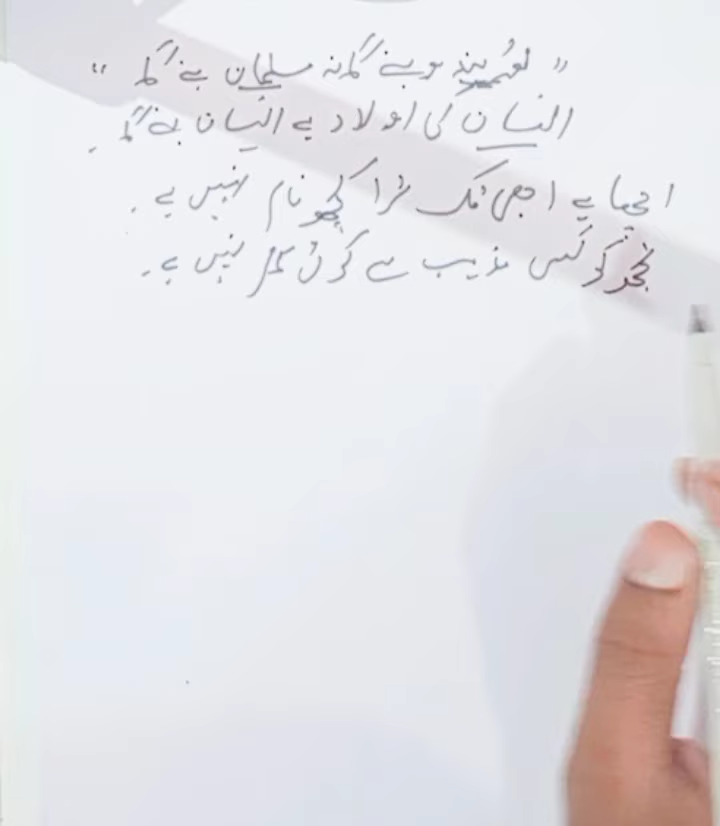 " تو ہندو بنے گا نہ مسلمان بنے گا "
انسان کی اولاد ہے انسان بنے گا۔
اچھا ہے ابھی تک تیرا کچھ نام نہیں ہے۔
تجھ کو کسی مذہب سے کوئی کام نہیں ہے۔